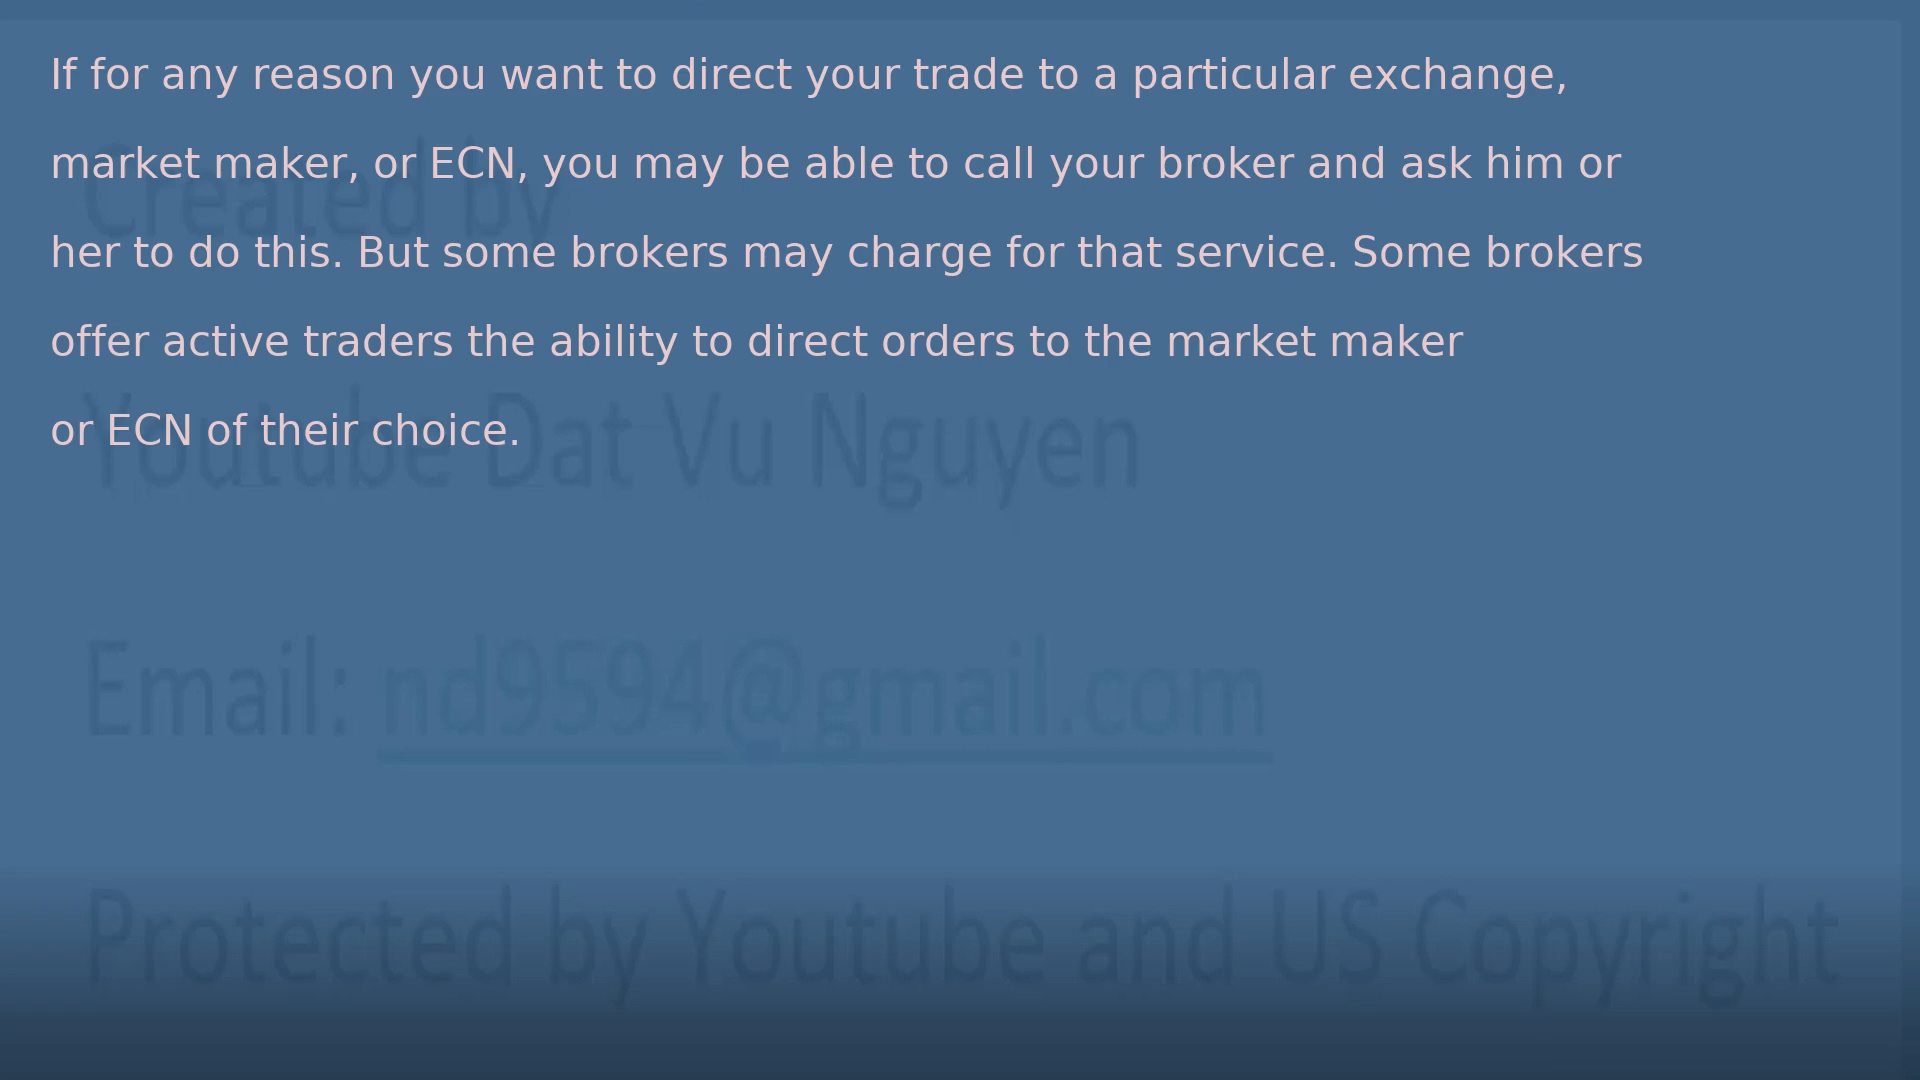 If for any reason you want to direct your trade to a particular exchange,
market maker, or ECN, you may be able to call your broker and ask him or
her to do this. But some brokers may charge for that service. Some brokers
offer active traders the ability to direct orders to the market maker
or ECN of their choice.
Created by
Youtube Dat Vu Nguyen
Email: nd9594@gmail.com
Protected by Youtube and US Copyright